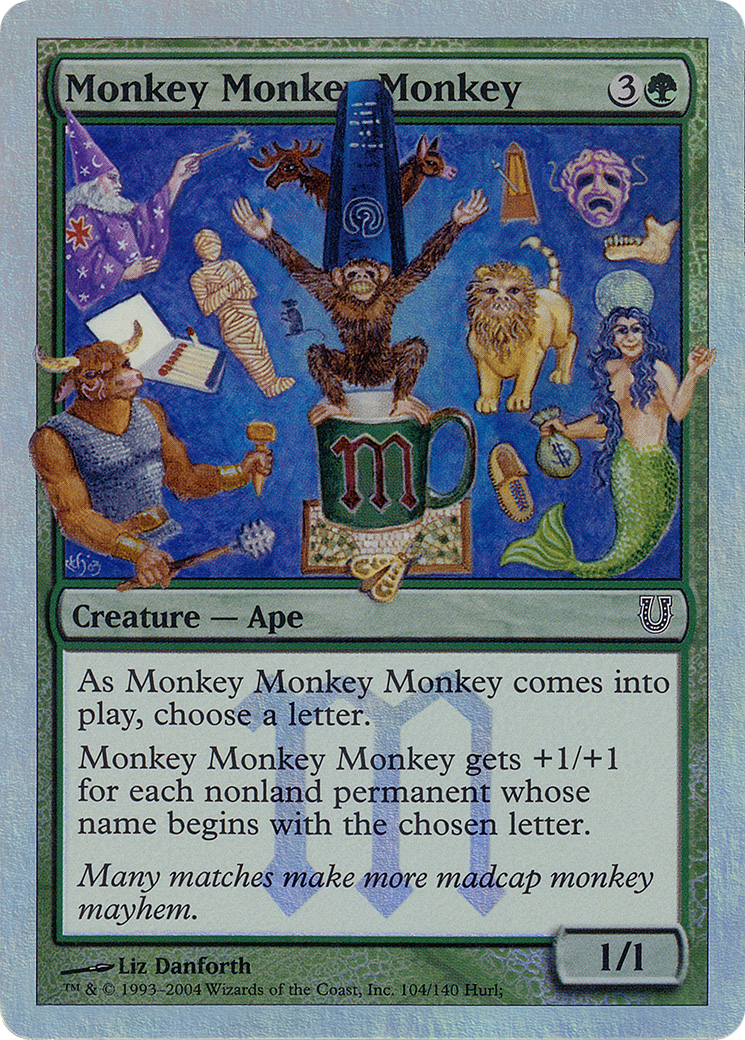 Monkey Monkey Monkey 3
m
As Monkey Monkey Monkey comes into
play, choose a letter.
Monkey Monkey Monkey gets +1/+1
for each nonland permanent whose
name begins with the chosen letter.
Many matches make more madcap monkey
mayhem.
Creature — Ape
1/1
Liz Danforth
™ & © 1993–2004 Wizards of the Coast, Inc. 104/140 Hurl;